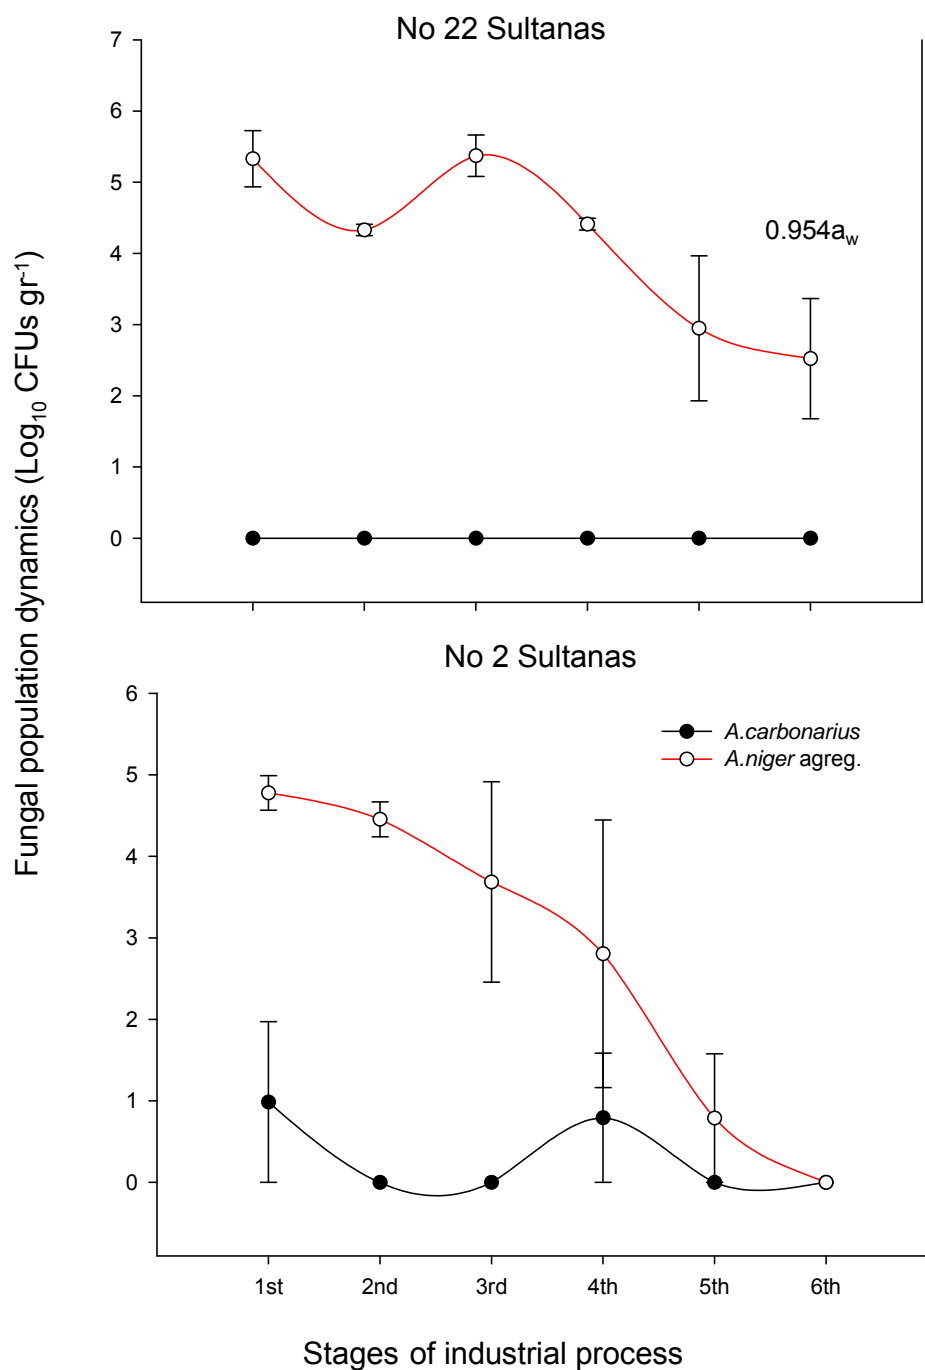 No 22 Sultanas
7
6
5
4
3
2
1
0
0.954a_w
Fungal population dynamics (Log₁₀ CFUs gr⁻¹)
No 2 Sultanas
6
5
4
3
2
1
0
A.carbonarius
A.niger agreg.
1st 2nd 3rd 4th 5th 6th
Stages of industrial process